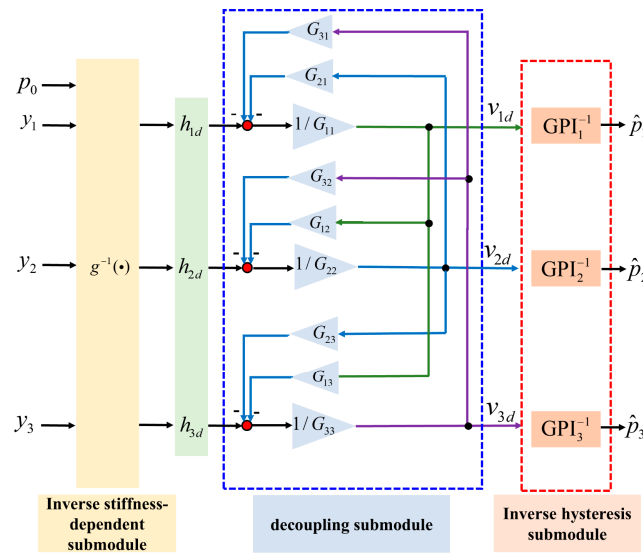 G₃₁
p₀
G₂₁
y₁
h₁d
- -
1/G₁₁
v₁d
GPI₁⁻¹
p̂
G₃₂
G₁₂
y₂
g⁻¹(•)
h₂d
- -
1/G₂₂
v₂d
GPI₂⁻¹
p̂₂
G₂₃
G₁₃
y₃
h₃d
- -
1/G₃₃
v₃d
GPI₃⁻¹
p̂₃
Inverse stiffness-
dependent
submodule
decoupling submodule
Inverse hysteresis
submodule